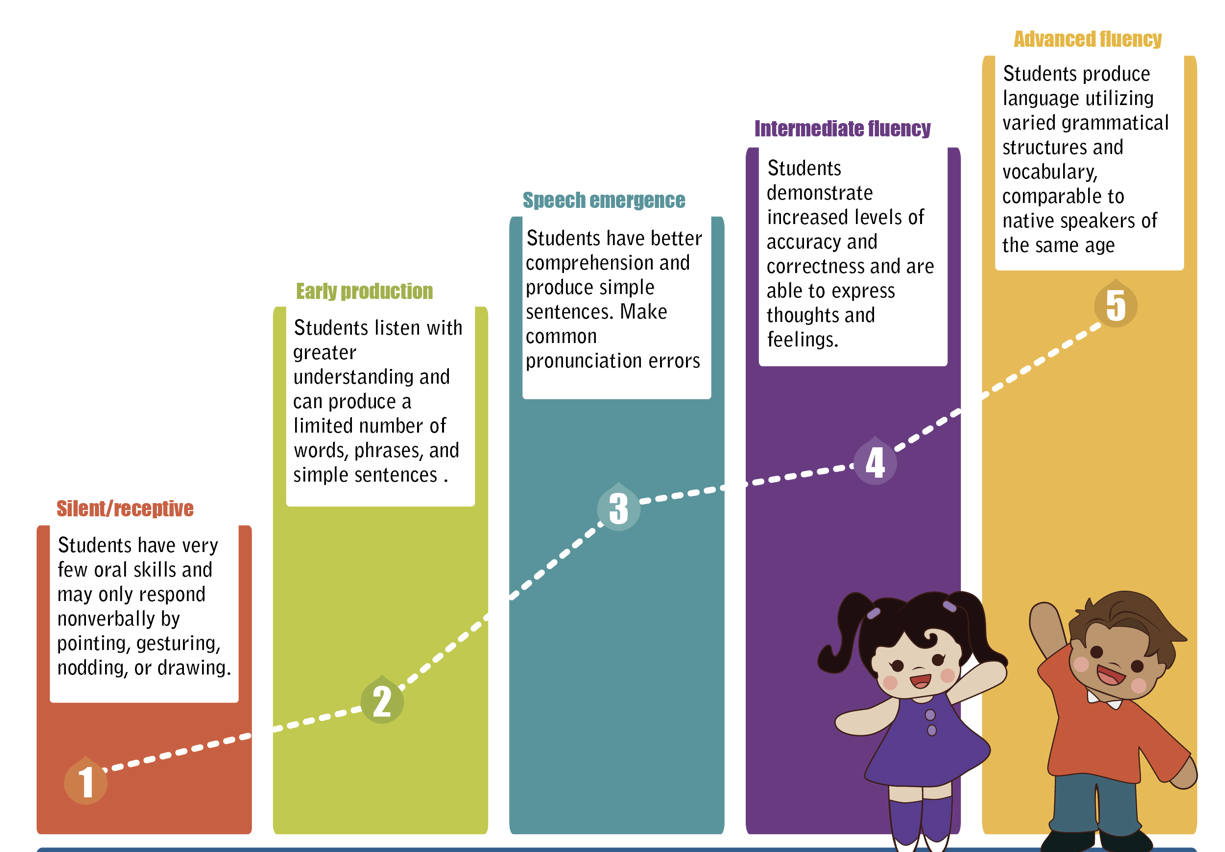 Silent/receptive
Students have very
few oral skills and
may only respond
nonverbally by
pointing, gesturing,
nodding, or drawing.
1
Early production
Students listen with
greater
understanding and
can produce a
limited number of
words, phrases, and
simple sentences .
2
Speech emergence
Students have better
comprehension and
produce simple
sentences. Make
common
pronunciation errors
3
Intermediate fluency
Students
demonstrate
increased levels of
accuracy and
correctness and are
able to express
thoughts and
feelings.
4
Advanced fluency
Students produce
language utilizing
varied grammatical
structures and
vocabulary,
comparable to
native speakers of
the same age
5